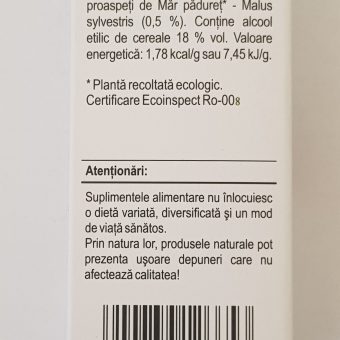 proaspeți de Măr pădureț* - Malus
sylvestris (0,5 %). Conține alcool
etilic de cereale 18 % vol. Valoare
energetică: 1,78 kcal/g sau 7,45 kJ/g.
* Plantă recoltată ecologic.
Certificare Ecoinspect Ro-008
Atenționări:
Suplimentele alimentare nu înlocuiesc
o dietă variată, diversificată şi un mod
de viață sănătos.
Prin natura lor, produsele naturale pot
prezenta uşoare depuneri care nu
afectează calitatea!